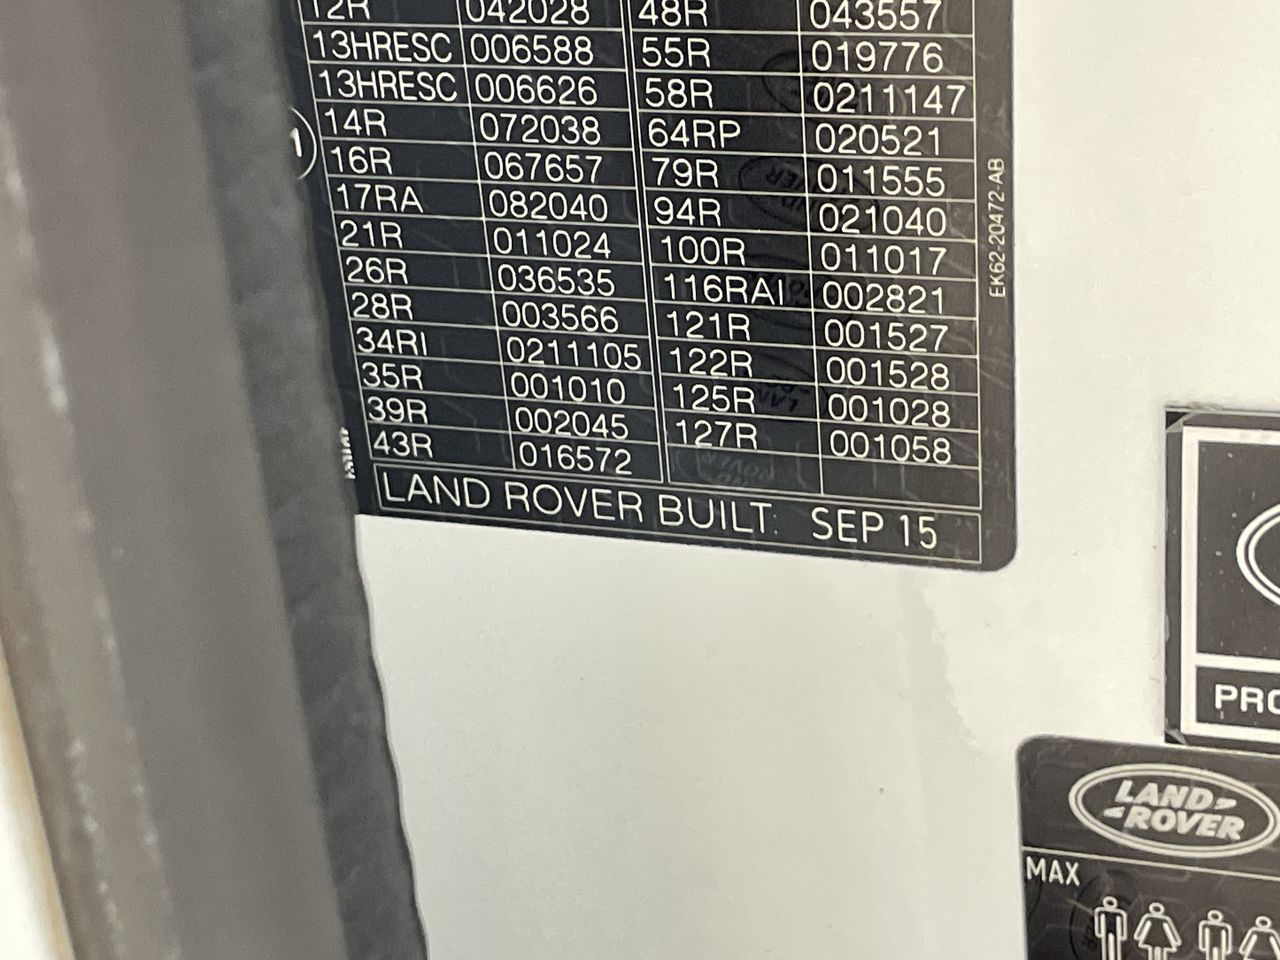 12R 042028 48R 043557
13HRESC 006588 55R 019776
13HRESC 006626 58R 0211147
14R 072038 64RP 020521
16R 067657 79R 011555
17RA 082040 94R 021040
21R 011024 100R 011017
26R 036535 116RAI 002821
28R 003566 121R 001527
34RI 0211105 122R 001528
35R 001010 125R 001028
39R 002045 127R 001058
43R 016572
LAND ROVER BUILT: SEP 15
EK62-20472-AB
1
PRO
LAND
ROVER
MAX